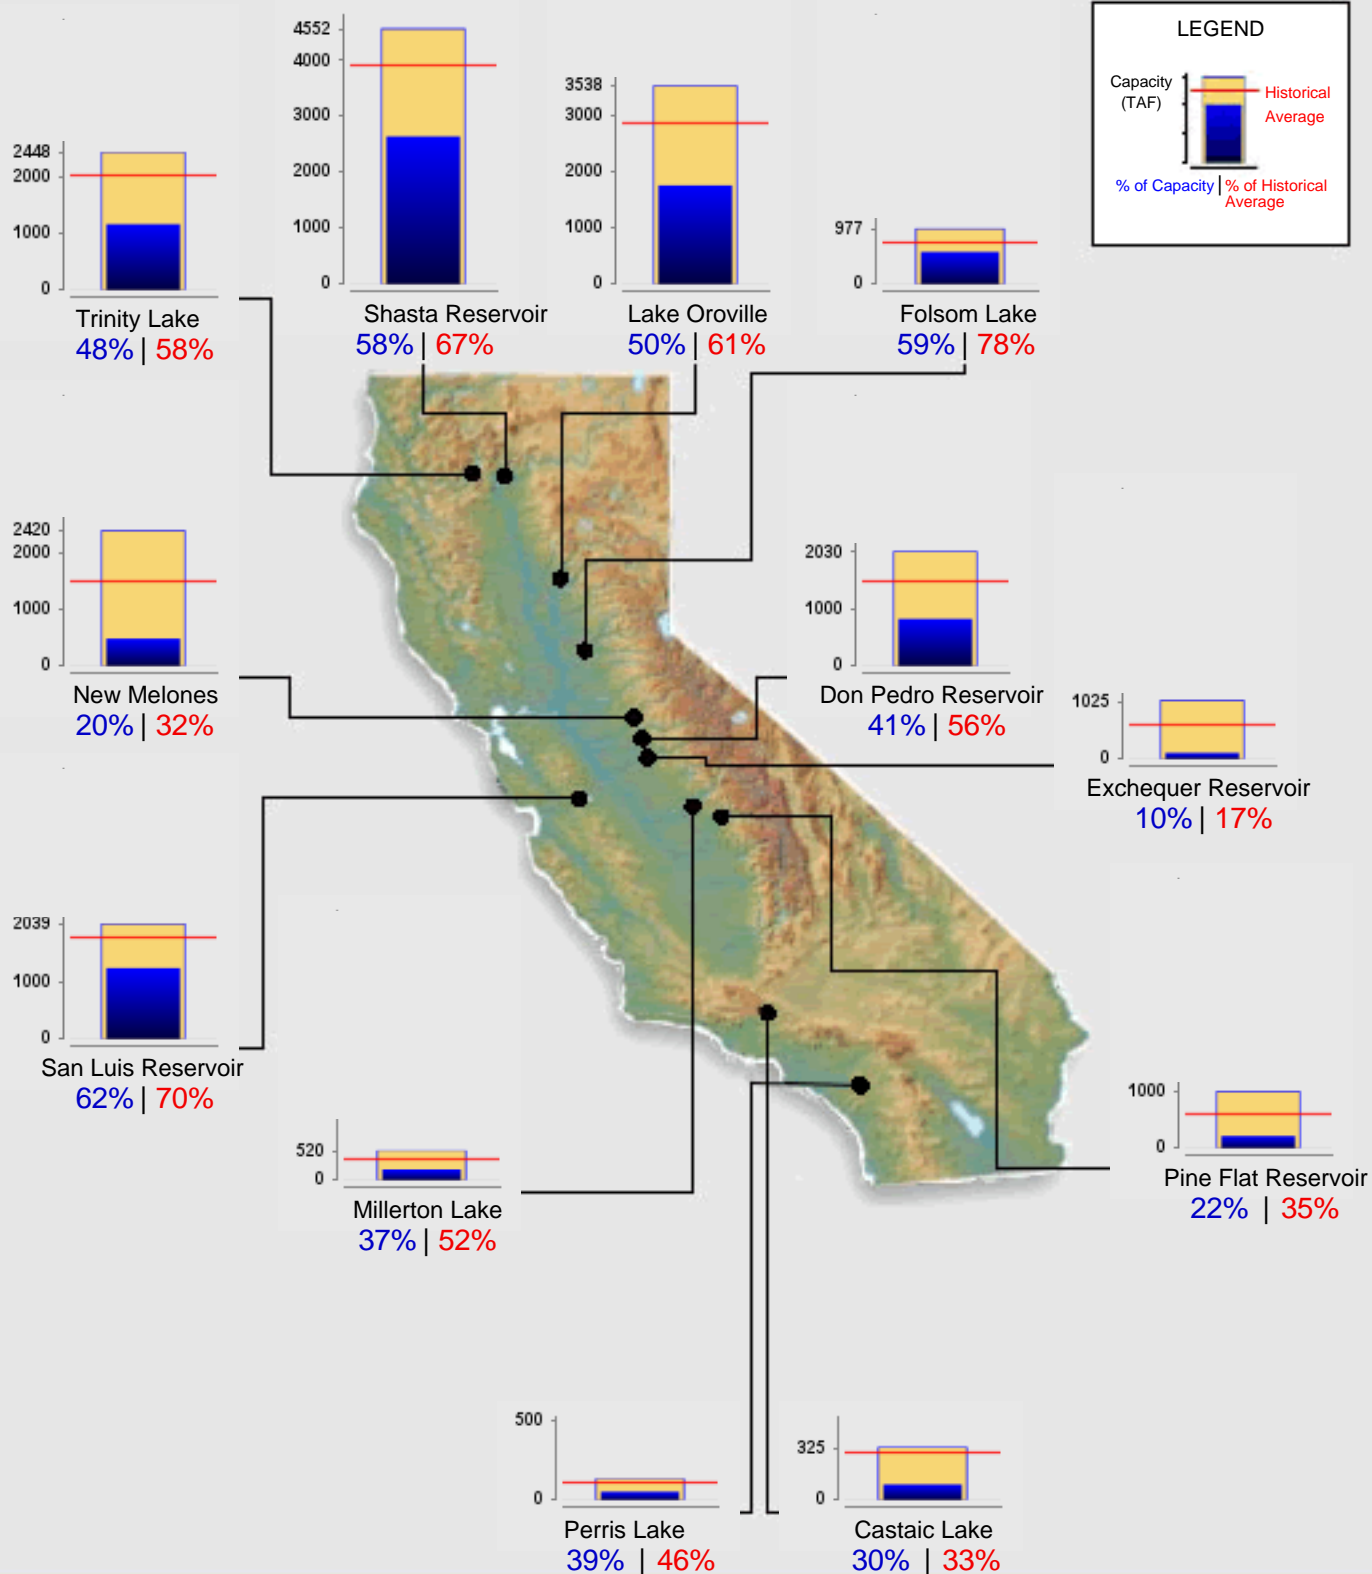 LEGEND
Capacity
(TAF)
Historical
Average
% of Capacity | % of Historical
Average
4552
4000
3000
2000
1000
0
Shasta Reservoir
58% | 67%
3538
3000
2000
1000
0
Lake Oroville
50% | 61%
977
0
Folsom Lake
59% | 78%
2448
2000
1000
0
Trinity Lake
48% | 58%
2420
2000
1000
0
New Melones
20% | 32%
2030
1000
0
Don Pedro Reservoir
41% | 56%
1025
0
Exchequer Reservoir
10% | 17%
2039
1000
0
San Luis Reservoir
62% | 70%
520
0
Millerton Lake
37% | 52%
1000
0
Pine Flat Reservoir
22% | 35%
500
0
Perris Lake
39% | 46%
325
0
Castaic Lake
30% | 33%